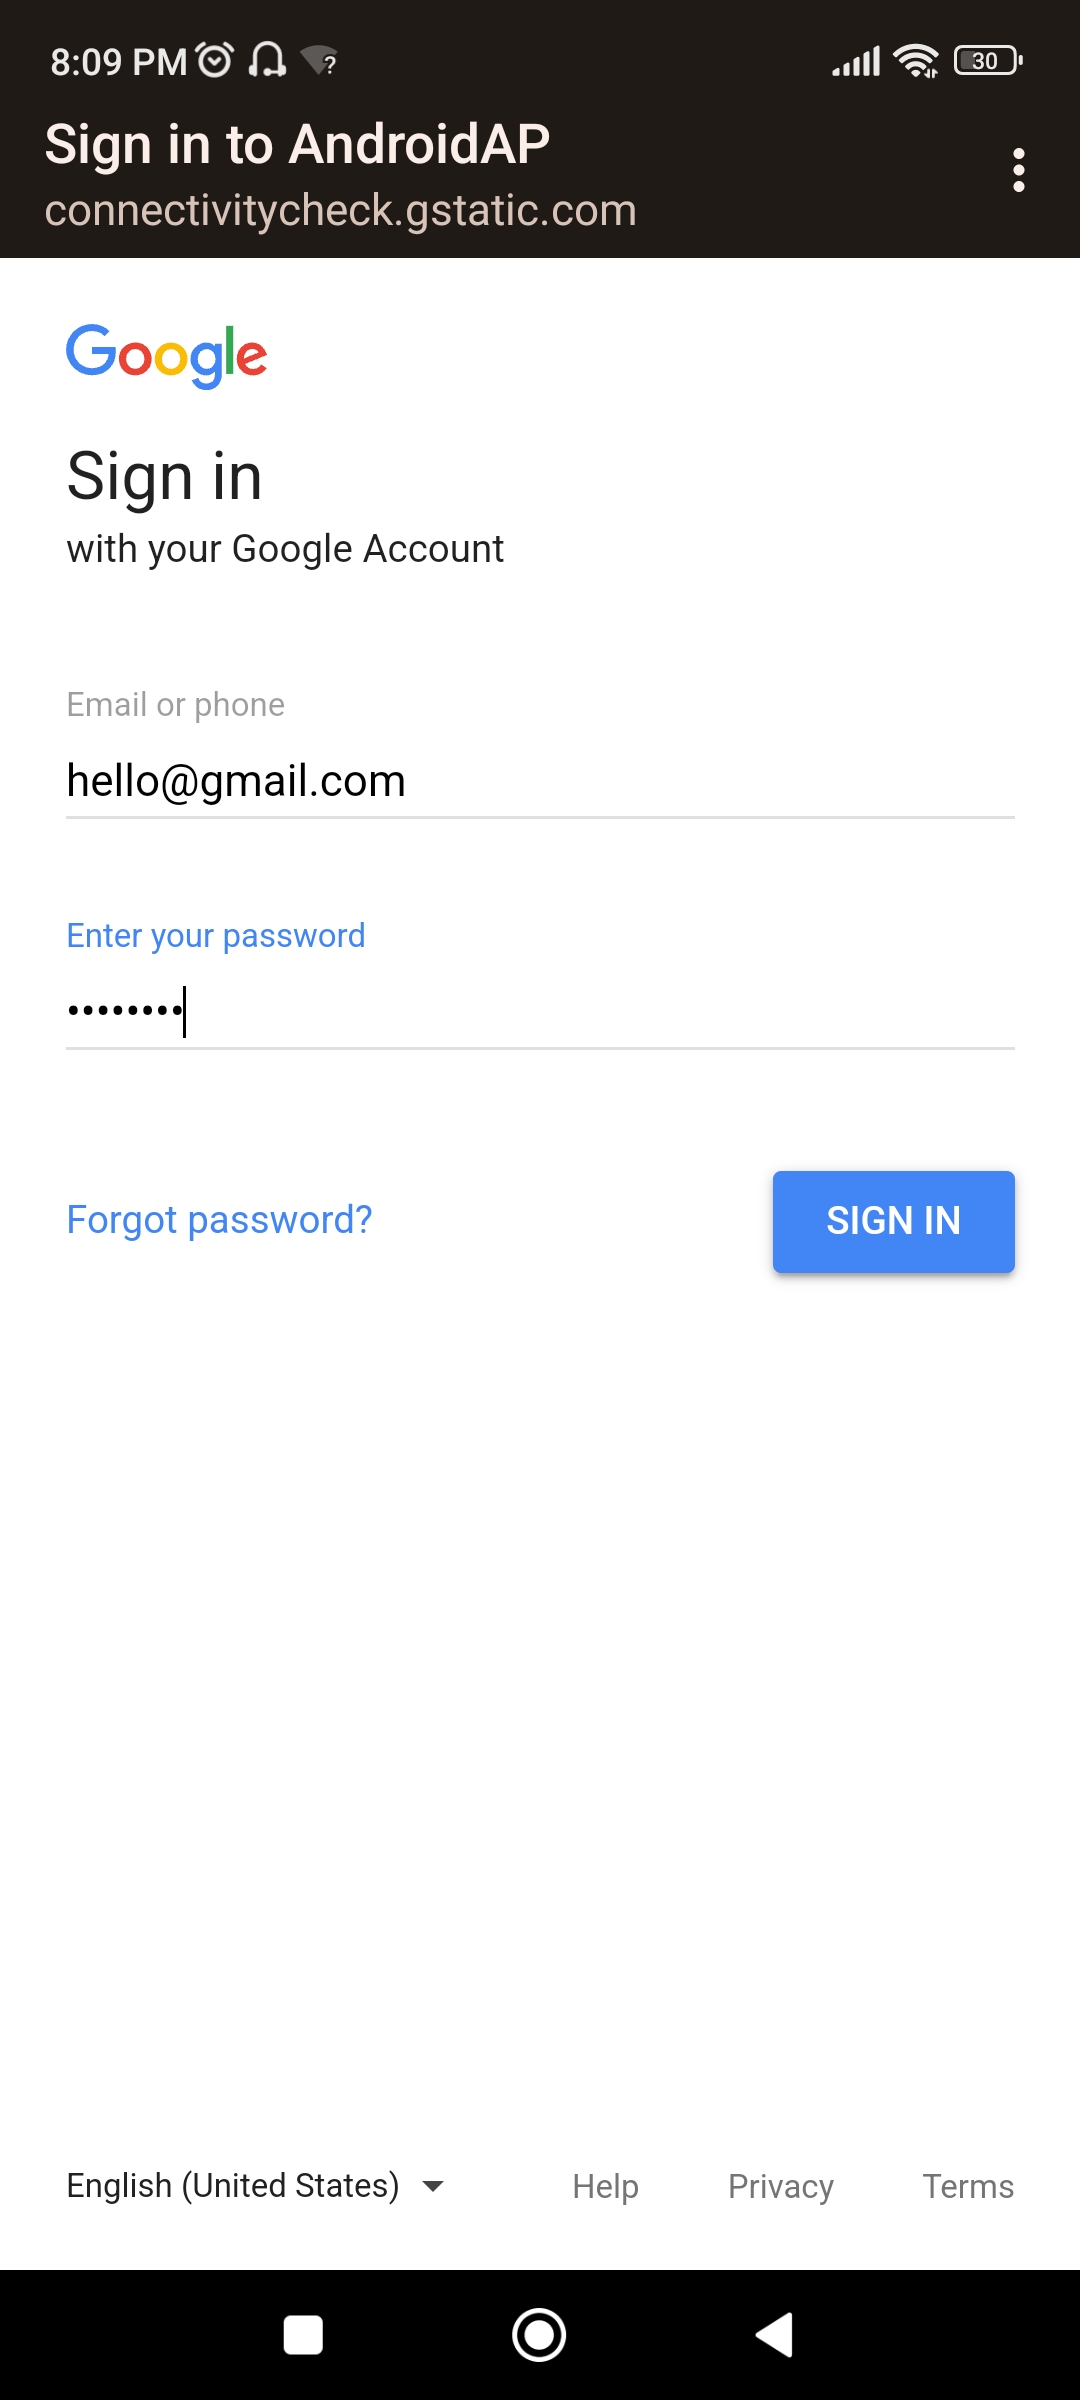 8:09 PM
30
Sign in to AndroidAP
connectivitycheck.gstatic.com
Google
Sign in
with your Google Account
Email or phone
hello@gmail.com
Enter your password
••••••••
Forgot password?
SIGN IN
English (United States)
Help
Privacy
Terms